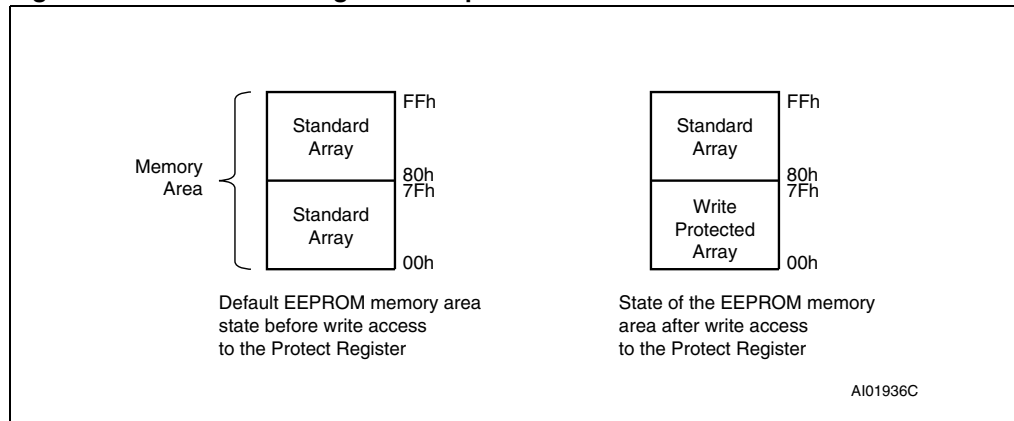 FFh
Standard
Array
Memory
Area
80h
7Fh
Standard
Array
00h
Default EEPROM memory area
state before write access
to the Protect Register
FFh
Standard
Array
80h
7Fh
Write
Protected
Array
00h
State of the EEPROM memory
area after write access
to the Protect Register
AI01936C